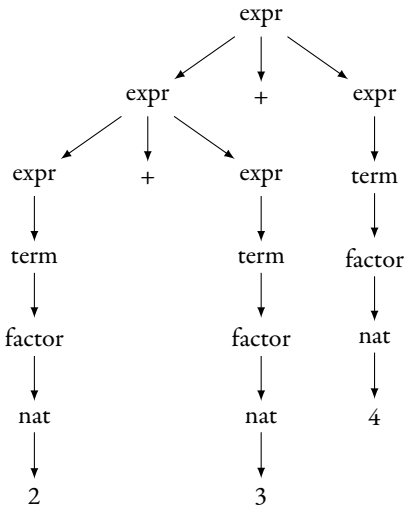 expr
expr + expr
expr + expr term
term term factor
factor factor nat
nat nat 4
2 3